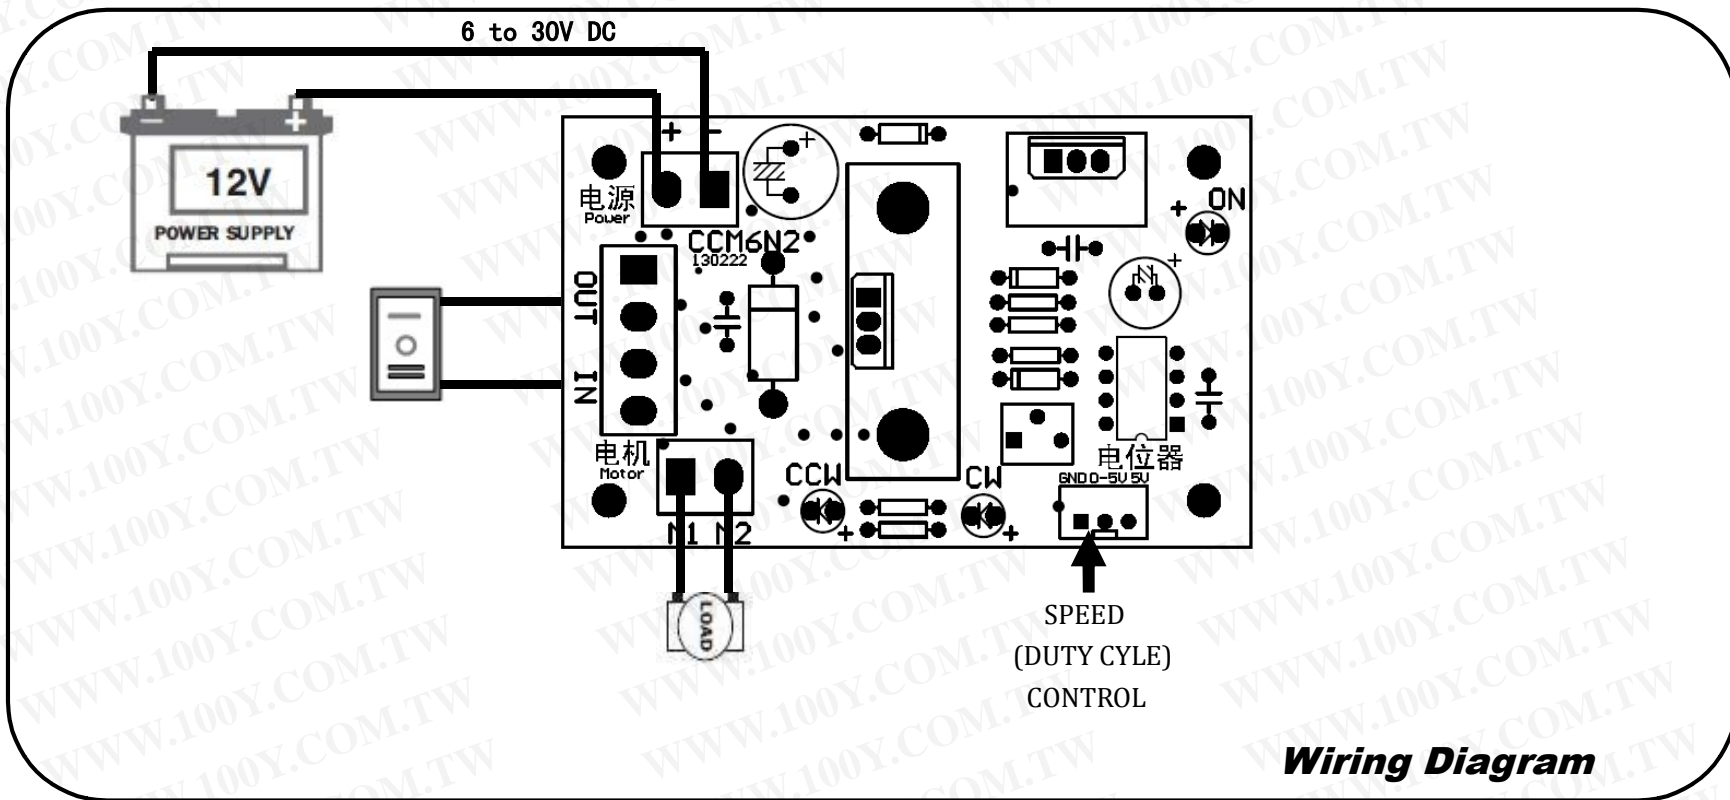 6 to 30V DC
12V
POWER SUPPLY
+ -
电源
Power
CCM6N2
130222
OUT
IN
电机
Motor
N1 N2
CCW
CW
ON
电位器
GND 0-5V 5V
LOAD
SPEED
(DUTY CYLE)
CONTROL
Wiring Diagram
WWW.100Y.COM.TW